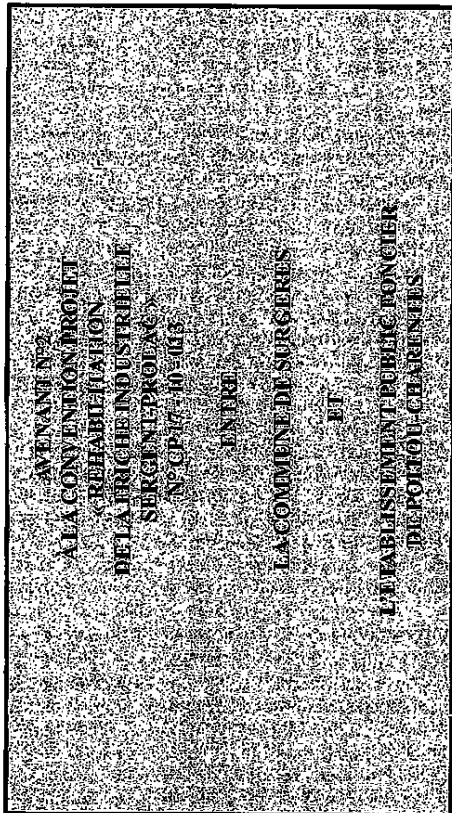 AVENANT N°2
A LA CONVENTION PROJET
« REHABILITATION
DE LA FRICHE INDUSTRIELLE
SERGENT-PROLAC »
N° CP 17 - 10 - 013
ENTRE
LA COMMUNE DE SURGERES
ET
L'ETABLISSEMENT PUBLIC FONCIER
DE POITOU-CHARENTES